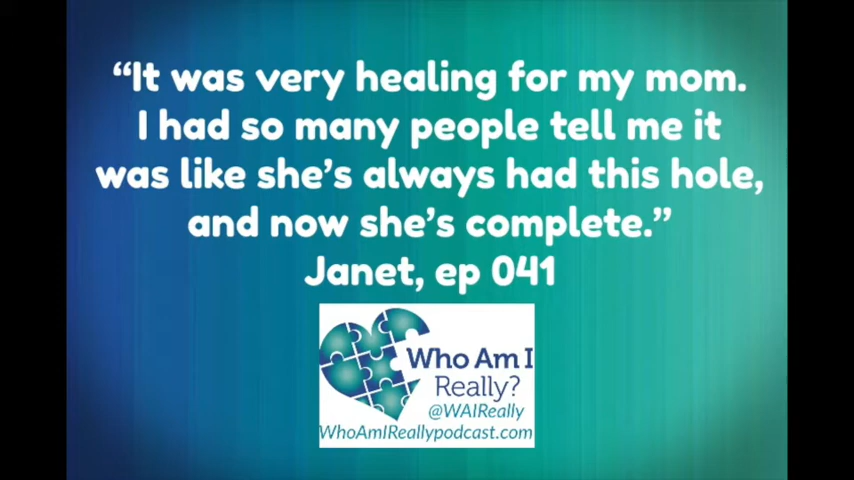 “It was very healing for my mom.
I had so many people tell me it
was like she’s always had this hole,
and now she’s complete.”
Janet, ep 041
Who Am I
Really?
@WAIReally
WhoAmIReallypodcast.com